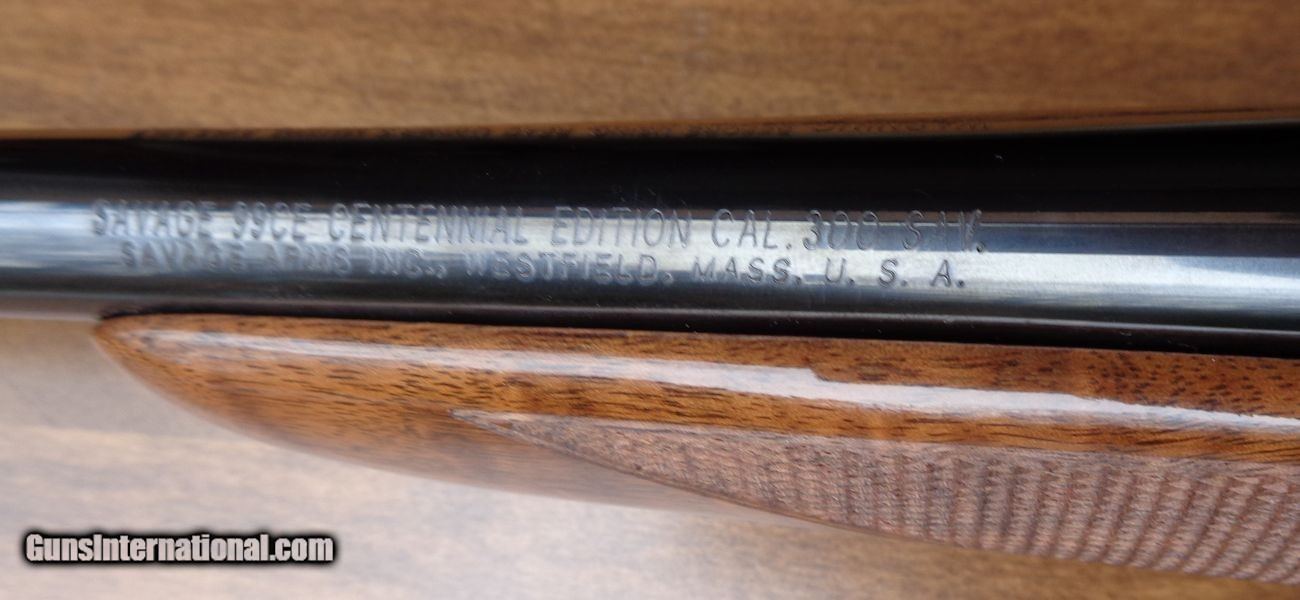 SAVAGE 99CE CENTENNIAL EDITION CAL. 300 SAV.
SAVAGE ARMS INC., WESTFIELD, MASS. U. S. A.
GunsInternational.com